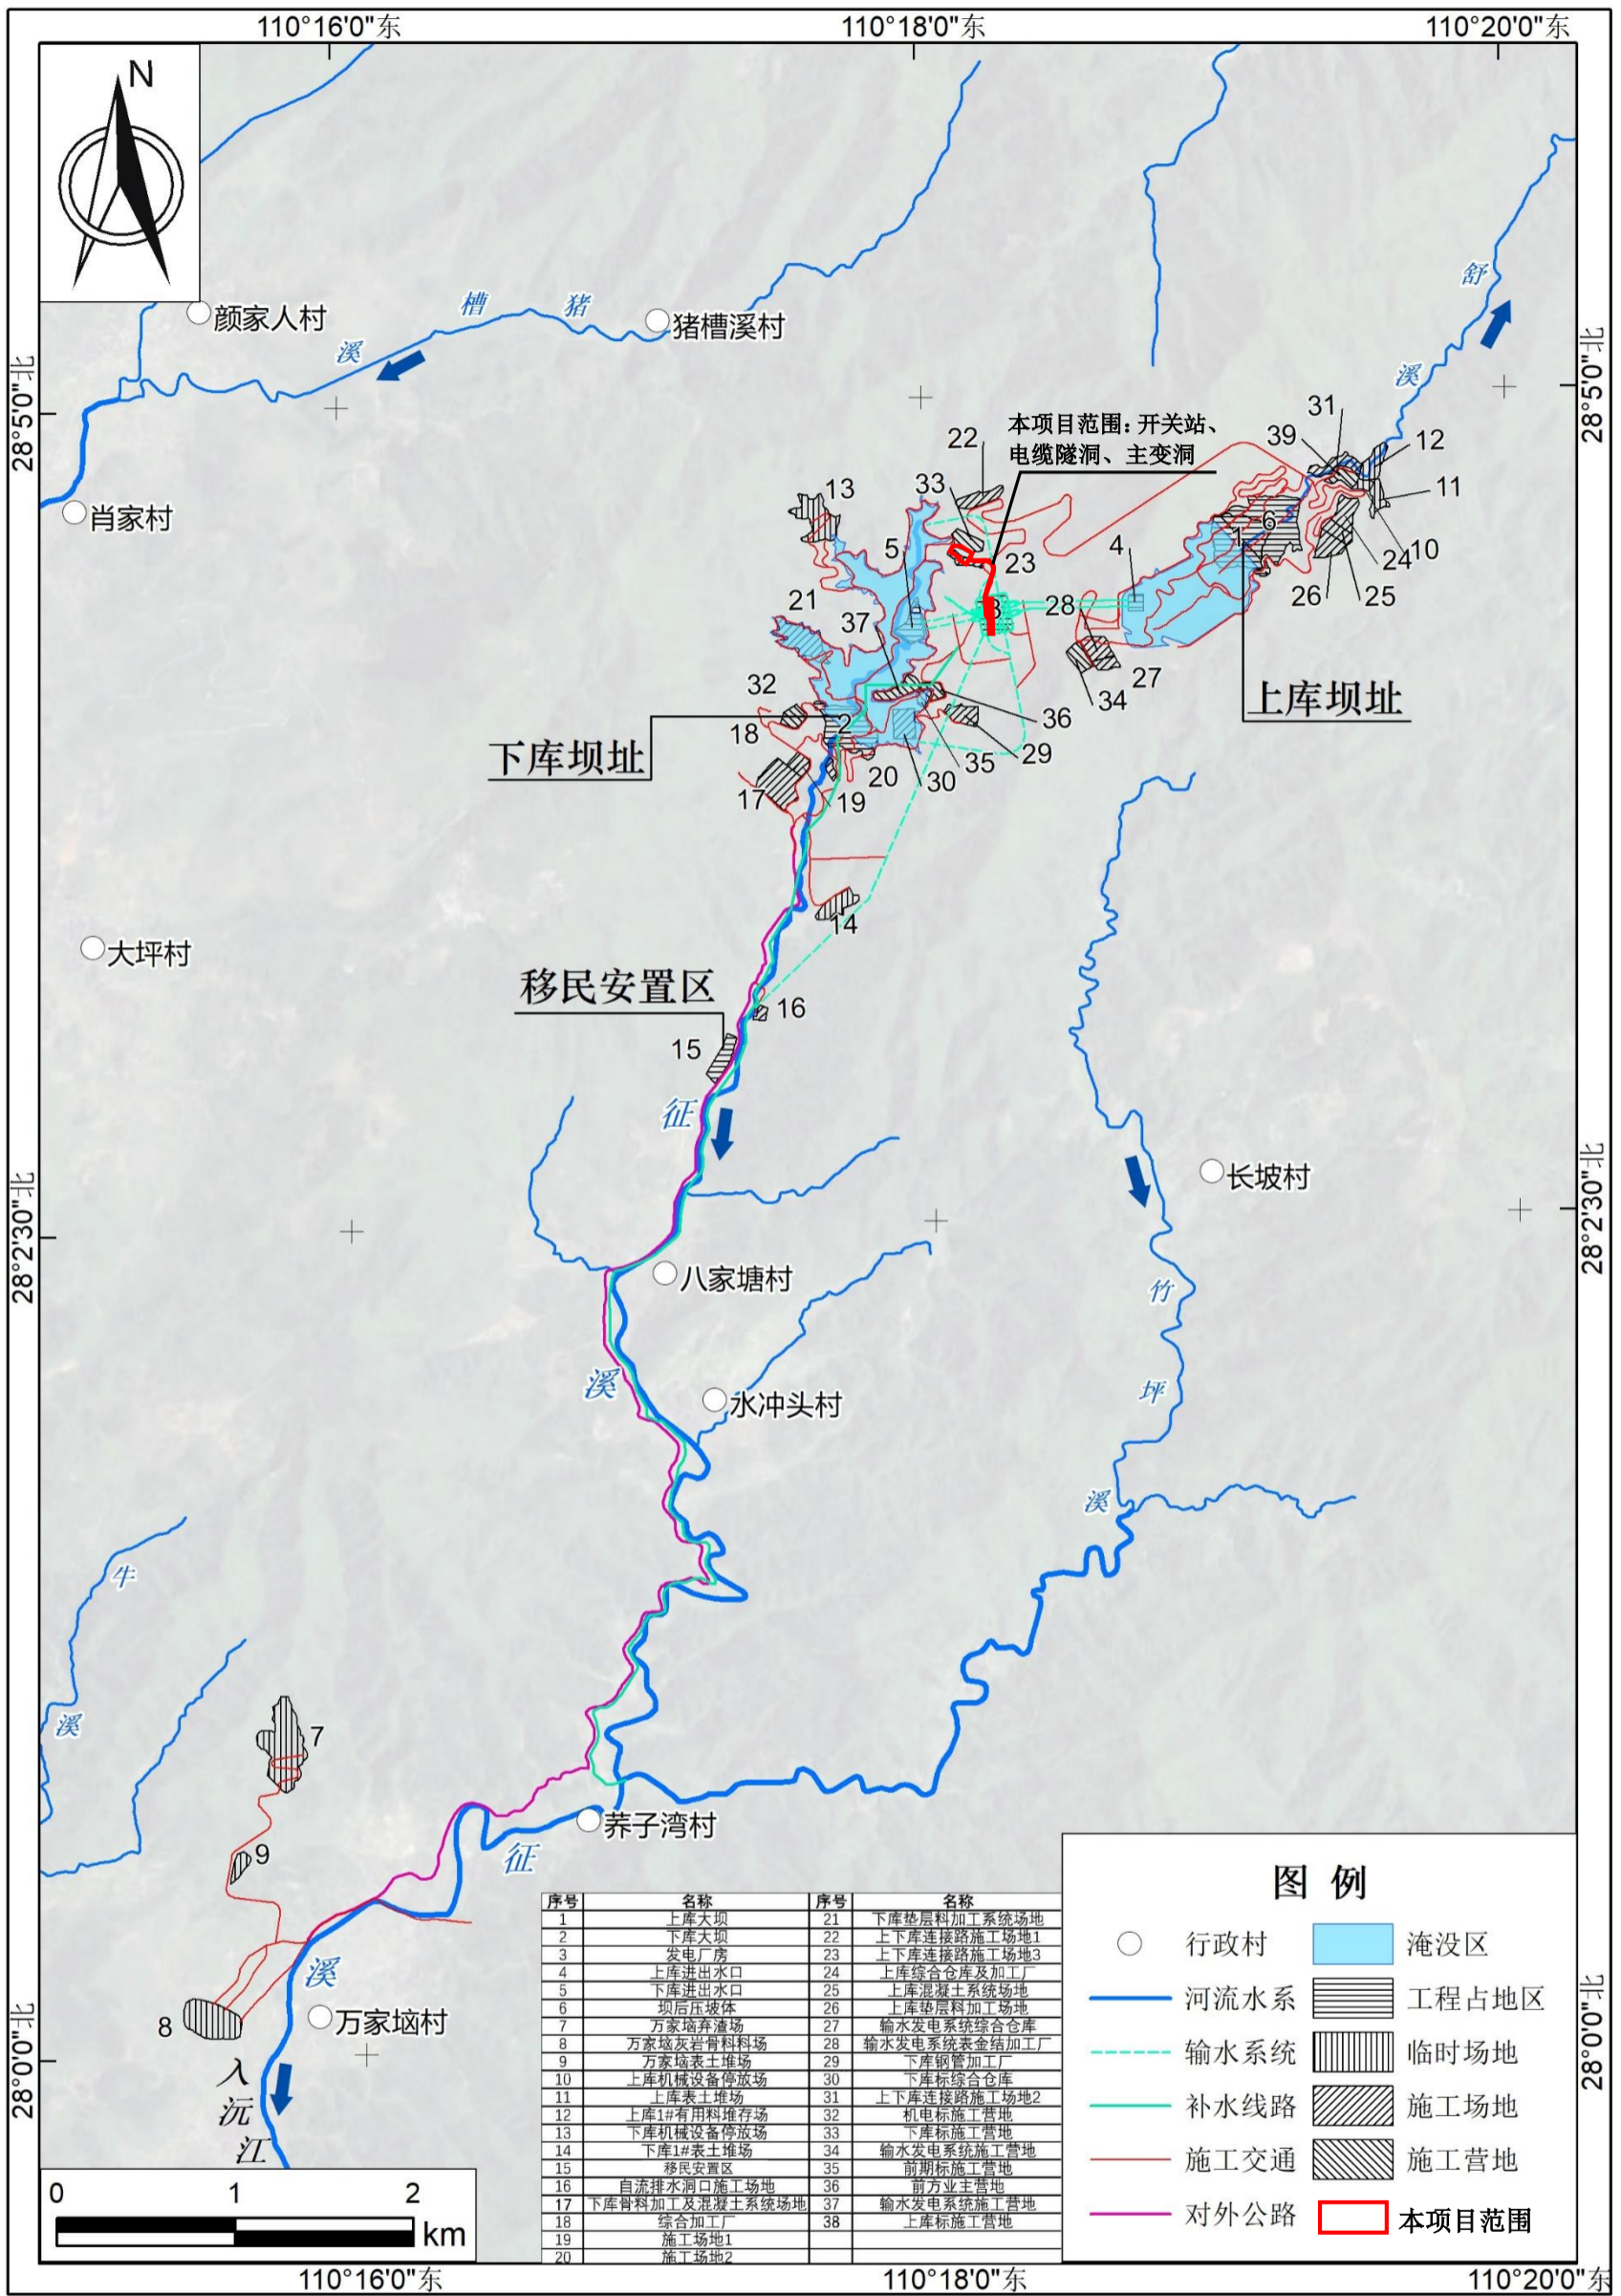 110°16'0"东
110°18'0"东
110°20'0"东
N
颜家人村
溪
槽
猪
猪槽溪村
舒
溪
28°5'0"北
28°5'0"北
肖家村
本项目范围：开关站、
电缆隧洞、主变洞
31
39
12
22
33
13
11
5
23
4
6
1
24
10
21
37
3
28
26
25
32
27
34
上库坝址
18
2
36
下库坝址
29
35
20
30
17
19
14
大坪村
移民安置区
16
15
征
长坡村
28°2'30"北
28°2'30"北
八家塘村
竹
溪
水冲头村
坪
溪
牛
溪
7
荞子湾村
9
征
溪
8
万家垴村
28°0'0"北
28°0'0"北
入
沅
江
0 1 2
km
序号 名称 序号 名称
1 上库大坝 21 下库垫层料加工系统场地
2 下库大坝 22 上下库连接路施工场地1
3 发电厂房 23 上下库连接路施工场地3
4 上库进出水口 24 上库综合仓库及加工厂
5 下库进出水口 25 上库混凝土系统场地
6 坝后压坡体 26 上库垫层料加工场地
7 万家垴弃渣场 27 输水发电系统综合仓库
8 万家垴灰岩骨料料场 28 输水发电系统表金结加工厂
9 万家垴表土堆场 29 下库钢管加工厂
10 上库机械设备停放场 30 下库标综合仓库
11 上库表土堆场 31 上下库连接路施工场地2
12 上库1#有用料堆存场 32 机电标施工营地
13 下库机械设备停放场 33 下库标施工营地
14 下库1#表土堆场 34 输水发电系统施工营地
15 移民安置区 35 前期标施工营地
16 自流排水洞口施工场地 36 前方业主营地
17 下库骨料加工及混凝土系统场地 37 输水发电系统施工营地
18 综合加工厂 38 上库标施工营地
19 施工场地1
20 施工场地2
图 例
行政村 淹没区
河流水系 工程占地区
输水系统 临时场地
补水线路 施工场地
施工交通 施工营地
对外公路 本项目范围
110°16'0"东
110°18'0"东
110°20'0"东